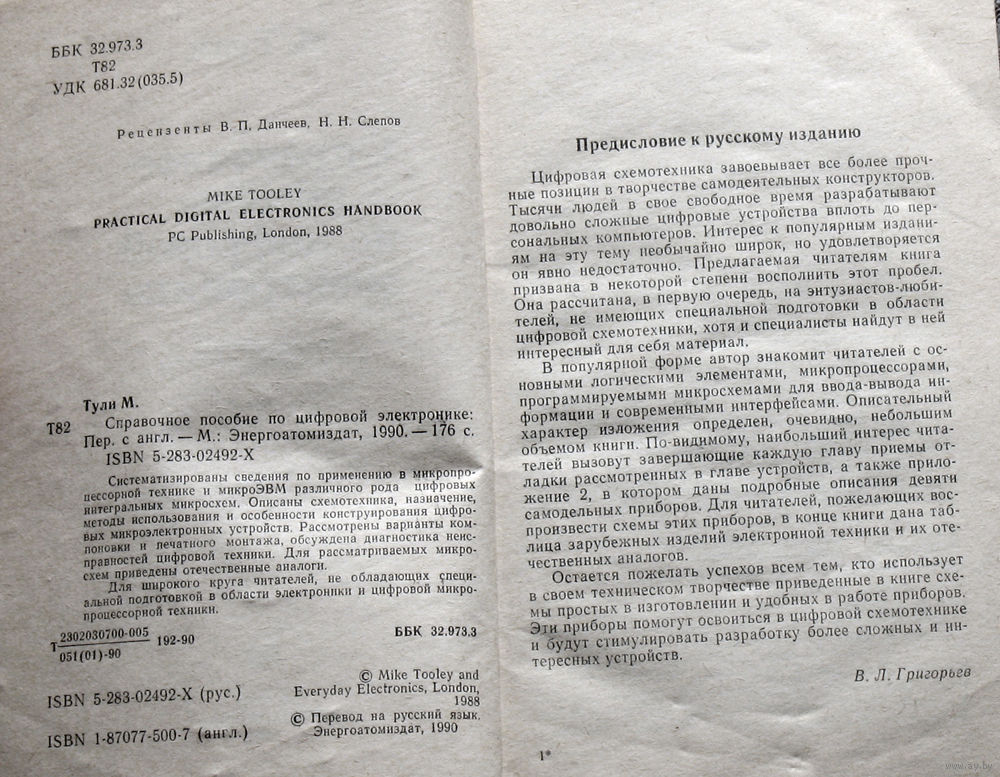 ББК 32.973.3
Т82
УДК 681.32(035.5)
Рецензенты В. П. Данчеев, Н. Н. Слепов
MIKE TOOLEY
PRACTICAL DIGITAL ELECTRONICS HANDBOOK
PC Publishing, London, 1988
Тули М.
Т82 Справочное пособие по цифровой электронике:
Пер. с англ. — М.: Энергоатомиздат, 1990. — 176 с.
ISBN 5-283-02492-X
Систематизированы сведения по применению в микропро-
цессорной технике и микроЭВМ различного рода цифровых
интегральных микросхем. Описаны схемотехника, назначение,
методы использования и особенности конструирования цифро-
вых микроэлектронных устройств. Рассмотрены варианты ком-
поновки и печатного монтажа, обсуждена диагностика неис-
правностей цифровой техники. Для рассматриваемых микро-
схем приведены отечественные аналоги.
Для широкого круга читателей, не обладающих специ-
альной подготовкой в области электроники и цифровой микро-
процессорной техники.
Т 2302030700-005 192-90 ББК 32.973.3
051(01)-90
ISBN 5-283-02492-X (рус.)
ISBN 1-87077-500-7 (англ.)
© Mike Tooley and
Everyday Electronics, London,
1988
© Перевод на русский язык,
Энергоатомиздат, 1990
Предисловие к русскому изданию
Цифровая схемотехника завоевывает все более проч-
ные позиции в творчестве самодеятельных конструкторов.
Тысячи людей в свое свободное время разрабатывают
довольно сложные цифровые устройства вплоть до пер-
сональных компьютеров. Интерес к популярным издани-
ям на эту тему необычайно широк, но удовлетворяется
он явно недостаточно. Предлагаемая читателям книга
призвана в некоторой степени восполнить этот пробел.
Она рассчитана, в первую очередь, на энтузиастов-люби-
телей, не имеющих специальной подготовки в области
цифровой схемотехники, хотя и специалисты найдут в ней
интересный для себя материал.
В популярной форме автор знакомит читателей с ос-
новными логическими элементами, микропроцессорами,
программируемыми микросхемами для ввода-вывода ин-
формации и современными интерфейсами. Описательный
характер изложения определен, очевидно, небольшим
объемом книги. По-видимому, наибольший интерес чита-
телей вызовут завершающие каждую главу приемы от-
ладки рассмотренных в главе устройств, а также прило-
жение 2, в котором даны подробные описания девяти
самодельных приборов. Для читателей, пожелающих вос-
произвести схемы этих приборов, в конце книги дана таб-
лица зарубежных изделий электронной техники и их оте-
чественных аналогов.
Остается пожелать успехов всем тем, кто использует
в своем техническом творчестве приведенные в книге схе-
мы простых в изготовлении и удобных в работе приборов.
Эти приборы помогут освоиться в цифровой схемотехнике
и будут стимулировать разработку более сложных и ин-
тересных устройств.
В. Л. Григорьев
1*
www.ay.by